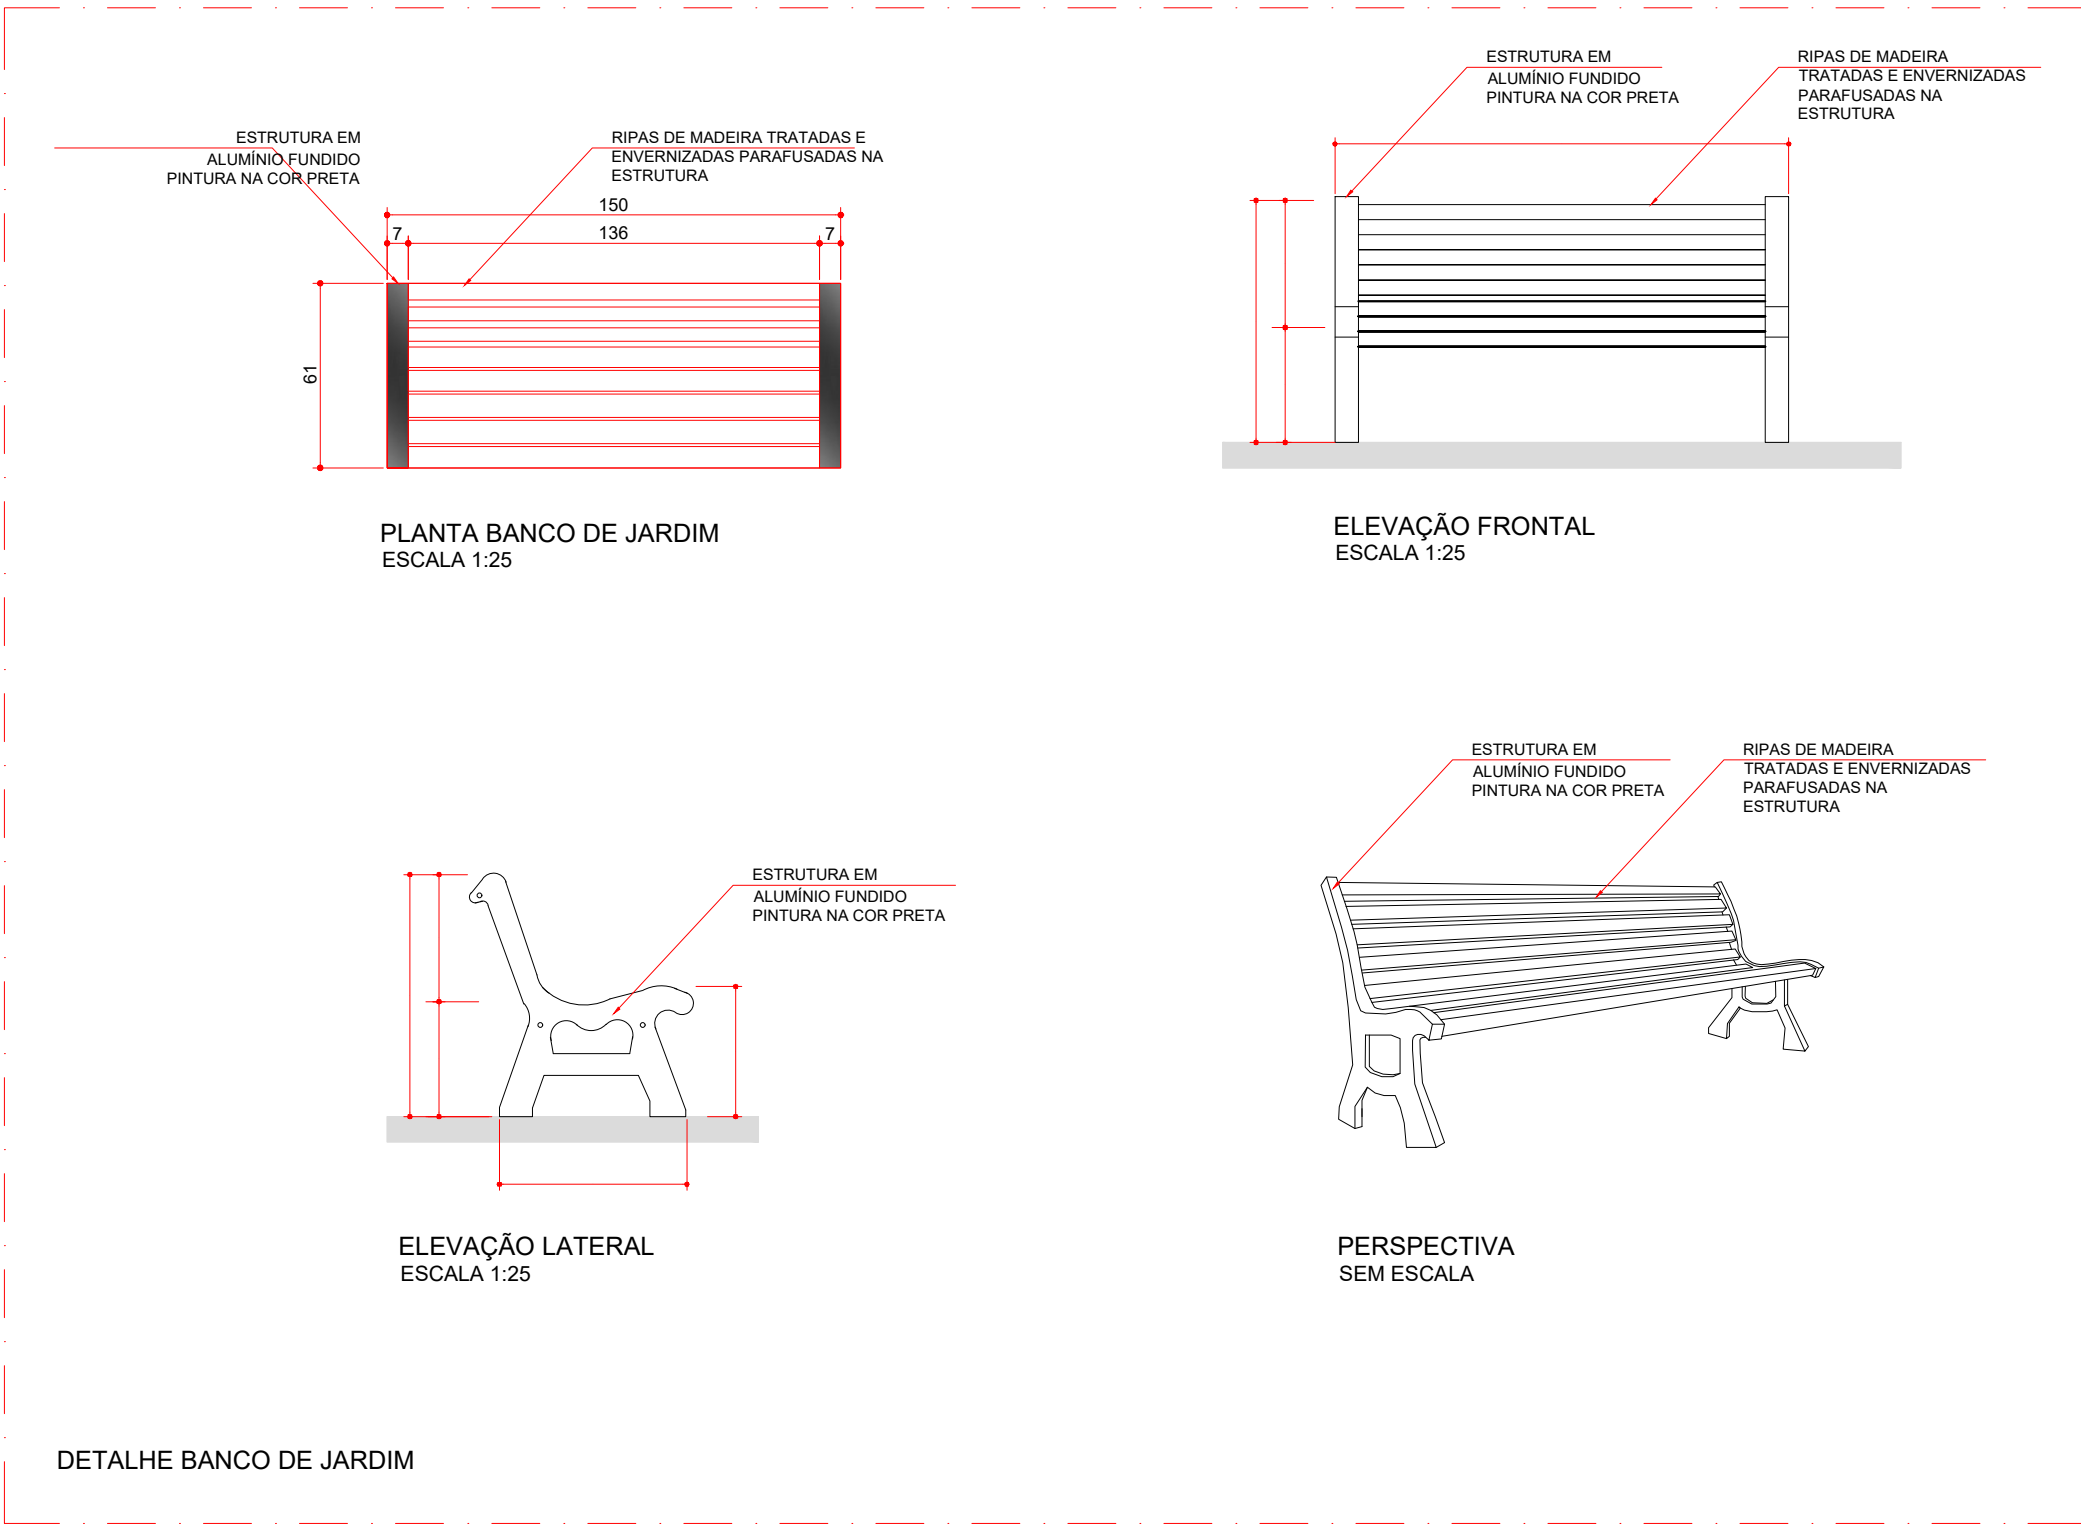 ESTRUTURA EM
ALUMÍNIO FUNDIDO
PINTURA NA COR PRETA
RIPAS DE MADEIRA TRATADAS E
ENVERNIZADAS PARAFUSADAS NA
ESTRUTURA
150
7
136
7
61
PLANTA BANCO DE JARDIM
ESCALA 1:25
ESTRUTURA EM
ALUMÍNIO FUNDIDO
PINTURA NA COR PRETA
RIPAS DE MADEIRA
TRATADAS E ENVERNIZADAS
PARAFUSADAS NA
ESTRUTURA
ELEVAÇÃO FRONTAL
ESCALA 1:25
ESTRUTURA EM
ALUMÍNIO FUNDIDO
PINTURA NA COR PRETA
ELEVAÇÃO LATERAL
ESCALA 1:25
ESTRUTURA EM
ALUMÍNIO FUNDIDO
PINTURA NA COR PRETA
RIPAS DE MADEIRA
TRATADAS E ENVERNIZADAS
PARAFUSADAS NA
ESTRUTURA
PERSPECTIVA
SEM ESCALA
DETALHE BANCO DE JARDIM